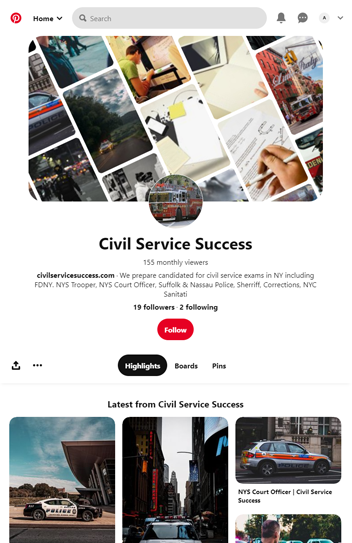 Home
Search
A
Civil Service Success
155 monthly viewers
civilservicesuccess.com · We prepare candidated for civil service exams in NY including
FDNY. NYS Trooper, NYS Court Officer, Suffolk & Nassau Police, Sherriff, Corrections, NYC
Sanitati
19 followers · 2 following
Follow
Highlights
Boards
Pins
Latest from Civil Service Success
POLICE
NYS Court Officer | Civil Service
Success